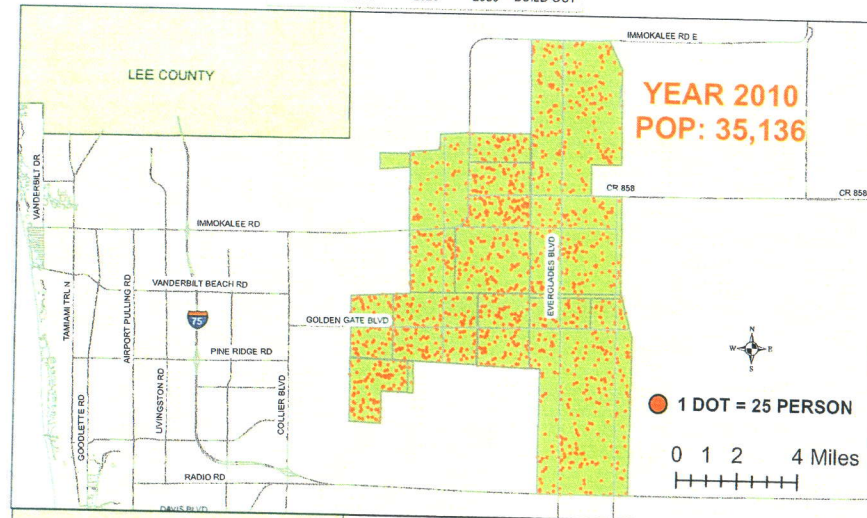 BUILD OUT
IMMOKALEE RD E
LEE COUNTY
YEAR 2010
POP: 35,136
VANDERBILT DR
CR 858
CR 858
IMMOKALEE RD
TAMIAMI TRL N
AIRPORT PULLING RD
VANDERBILT BEACH RD
EVERGLADES BLVD
75
GOLDEN GATE BLVD
N
W
E
S
PINE RIDGE RD
GOODLETTE RD
LIVINGSTON RD
COLLIER BLVD
1 DOT = 25 PERSON
0 1 2 4 Miles
RADIO RD
DAVIS BLVD